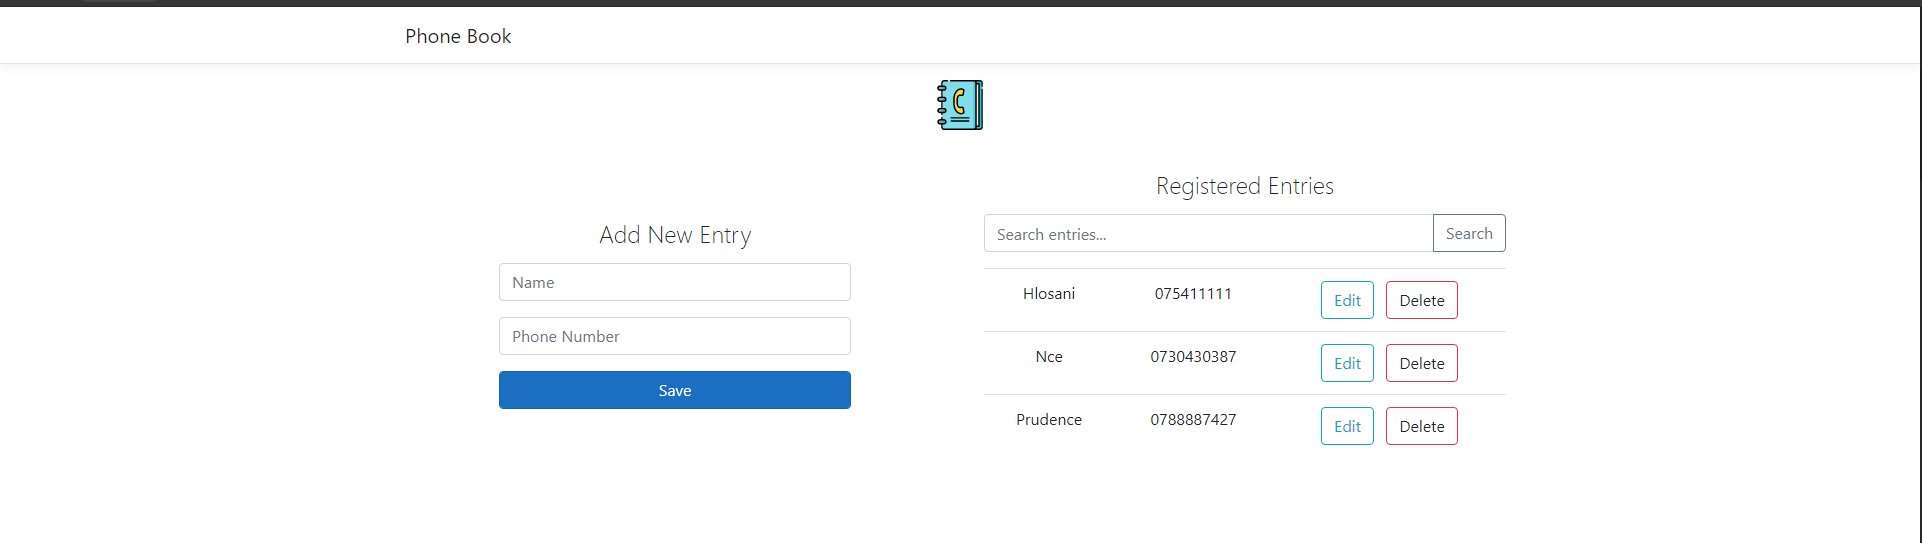 Phone Book
Add New Entry
Name
Phone Number
Save
Registered Entries
Search entries... Search
Hlosani 075411111 Edit Delete
Nce 0730430387 Edit Delete
Prudence 0788887427 Edit Delete